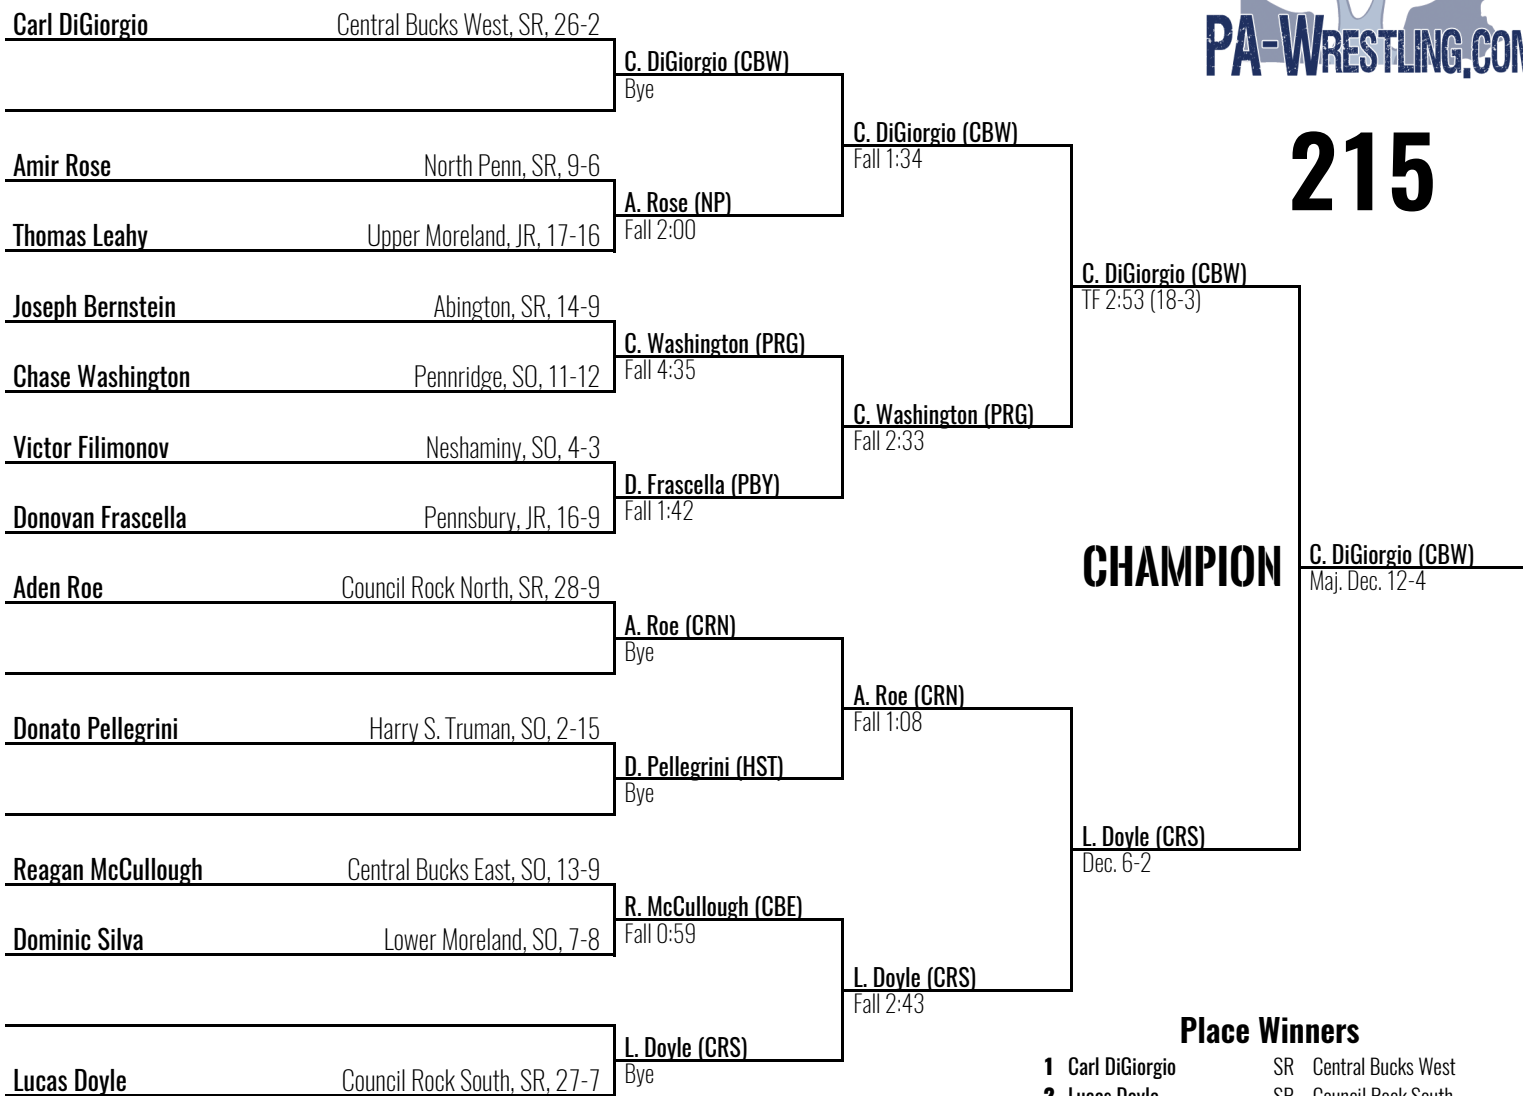 Carl DiGiorgio Central Bucks West, SR, 26-2
C. DiGiorgio (CBW)
Bye
PA-WRESTLING.COM
215
Amir Rose North Penn, SR, 9-6
C. DiGiorgio (CBW)
Fall 1:34
A. Rose (NP)
Fall 2:00
Thomas Leahy Upper Moreland, JR, 17-16
C. DiGiorgio (CBW)
TF 2:53 (18-3)
Joseph Bernstein Abington, SR, 14-9
C. Washington (PRG)
Fall 4:35
Chase Washington Pennridge, SO, 11-12
C. Washington (PRG)
Fall 2:33
Victor Filimonov Neshaminy, SO, 4-3
D. Frascella (PBY)
Fall 1:42
Donovan Frascella Pennsbury, JR, 16-9
CHAMPION
C. DiGiorgio (CBW)
Maj. Dec. 12-4
Aden Roe Council Rock North, SR, 28-9
A. Roe (CRN)
Bye
A. Roe (CRN)
Fall 1:08
Donato Pellegrini Harry S. Truman, SO, 2-15
D. Pellegrini (HST)
Bye
L. Doyle (CRS)
Dec. 6-2
Reagan McCullough Central Bucks East, SO, 13-9
R. McCullough (CBE)
Fall 0:59
Dominic Silva Lower Moreland, SO, 7-8
L. Doyle (CRS)
Fall 2:43
L. Doyle (CRS)
Bye
Lucas Doyle Council Rock South, SR, 27-7
Place Winners
1 Carl DiGiorgio SR Central Bucks West
2 Lucas Doyle SR Council Rock South